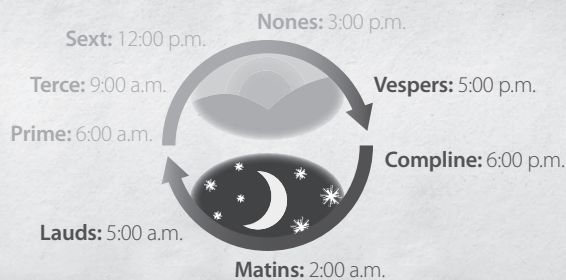 Nones: 3:00 p.m.
Sext: 12:00 p.m.
Terce: 9:00 a.m.
Vespers: 5:00 p.m.
Prime: 6:00 a.m.
Compline: 6:00 p.m.
Lauds: 5:00 a.m.
Matins: 2:00 a.m.